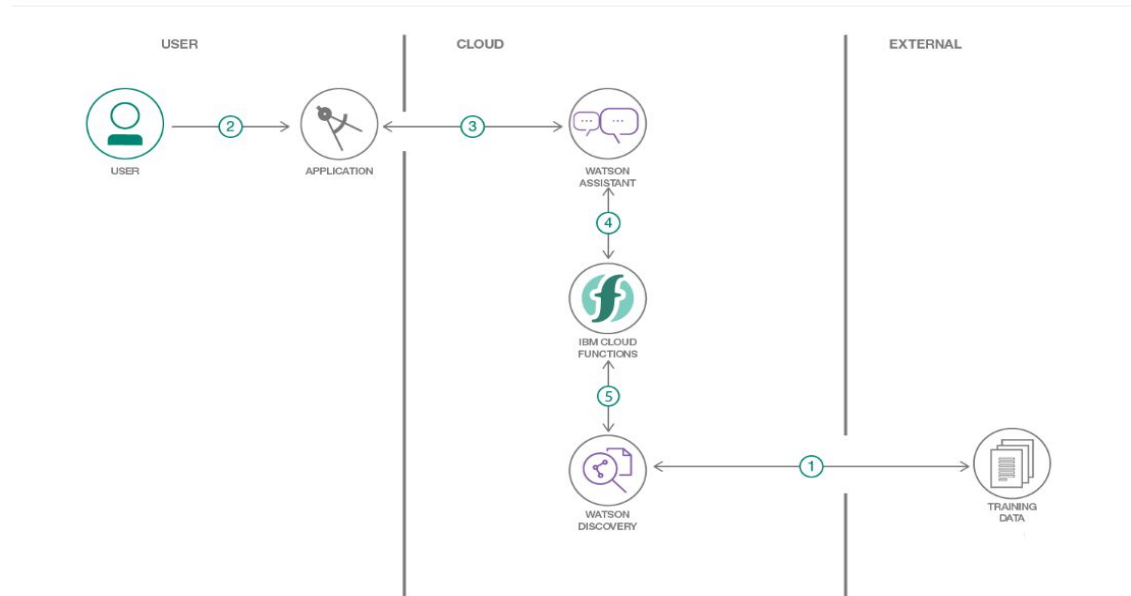 USER
CLOUD
EXTERNAL
2
3
USER
APPLICATION
WATSON
ASSISTANT
4
IBM CLOUD
FUNCTIONS
5
1
WATSON
DISCOVERY
TRAINING
DATA